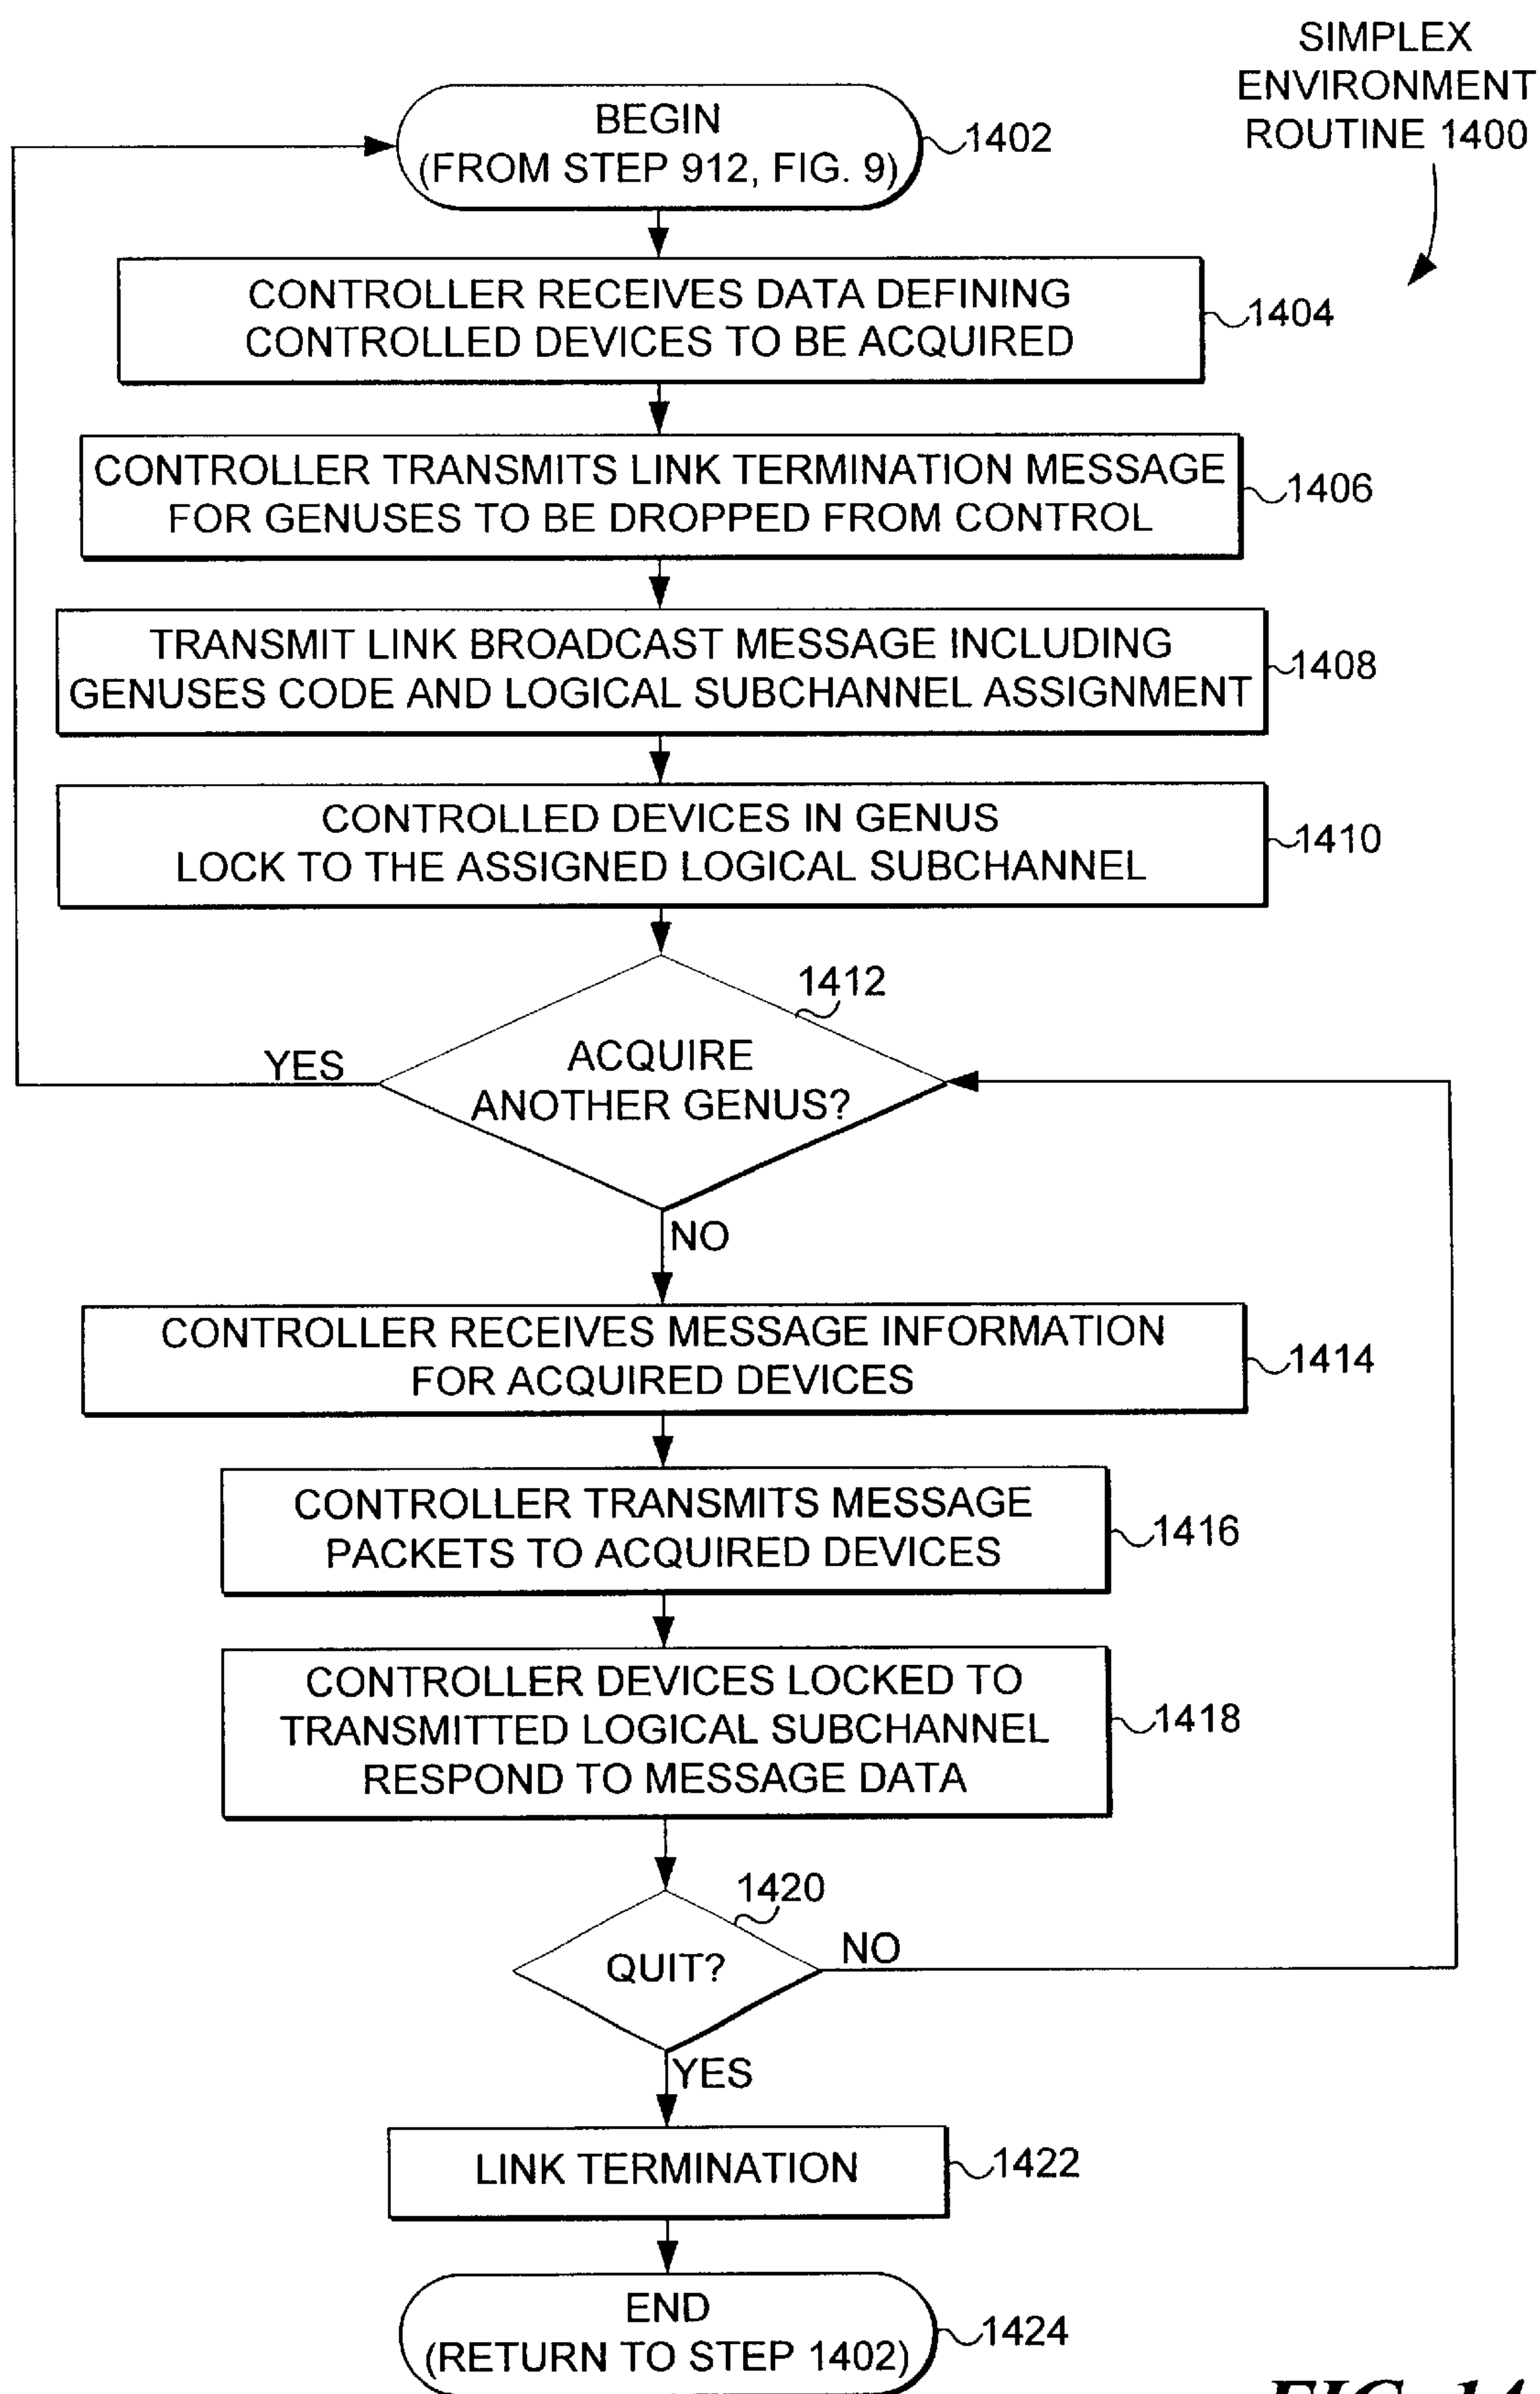 SIMPLEX
ENVIRONMENT
ROUTINE 1400
BEGIN
(FROM STEP 912, FIG. 9)
1402
CONTROLLER RECEIVES DATA DEFINING
CONTROLLED DEVICES TO BE ACQUIRED
1404
CONTROLLER TRANSMITS LINK TERMINATION MESSAGE
FOR GENUSES TO BE DROPPED FROM CONTROL
1406
TRANSMIT LINK BROADCAST MESSAGE INCLUDING
GENUSES CODE AND LOGICAL SUBCHANNEL ASSIGNMENT
1408
CONTROLLED DEVICES IN GENUS
LOCK TO THE ASSIGNED LOGICAL SUBCHANNEL
1410
1412
YES
ACQUIRE
ANOTHER GENUS?
NO
CONTROLLER RECEIVES MESSAGE INFORMATION
FOR ACQUIRED DEVICES
1414
CONTROLLER TRANSMITS MESSAGE
PACKETS TO ACQUIRED DEVICES
1416
CONTROLLER DEVICES LOCKED TO
TRANSMITTED LOGICAL SUBCHANNEL
RESPOND TO MESSAGE DATA
1418
1420
QUIT?
NO
YES
LINK TERMINATION
1422
END
(RETURN TO STEP 1402)
1424